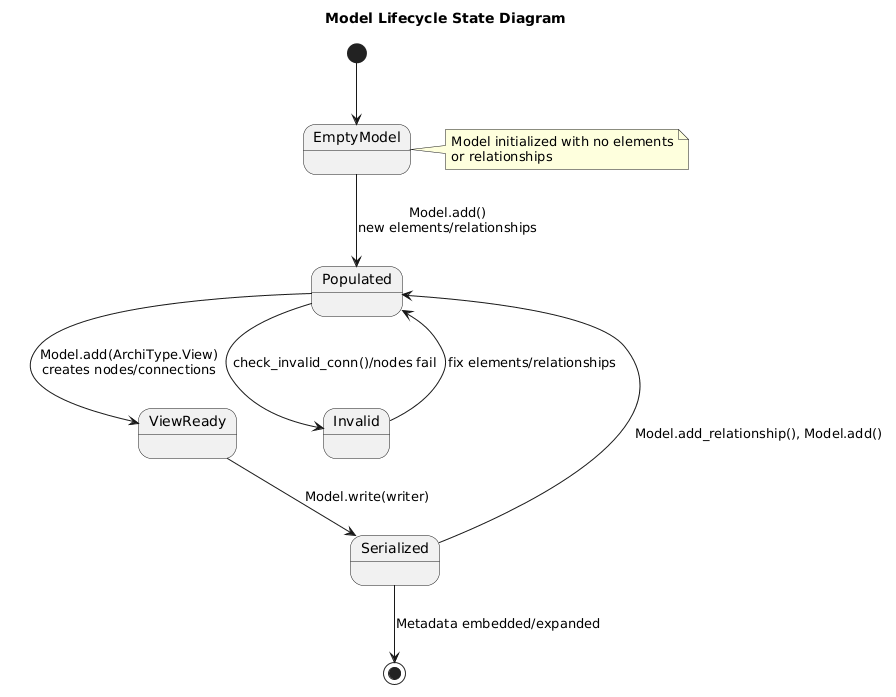 Model Lifecycle State Diagram
EmptyModel
Model initialized with no elements
or relationships
Model.add()
new elements/relationships
Populated
Model.add(ArchiType.View)
creates nodes/connections
check_invalid_conn()/nodes fail
fix elements/relationships
ViewReady
Invalid
Model.add_relationship(), Model.add()
Model.write(writer)
Serialized
Metadata embedded/expanded